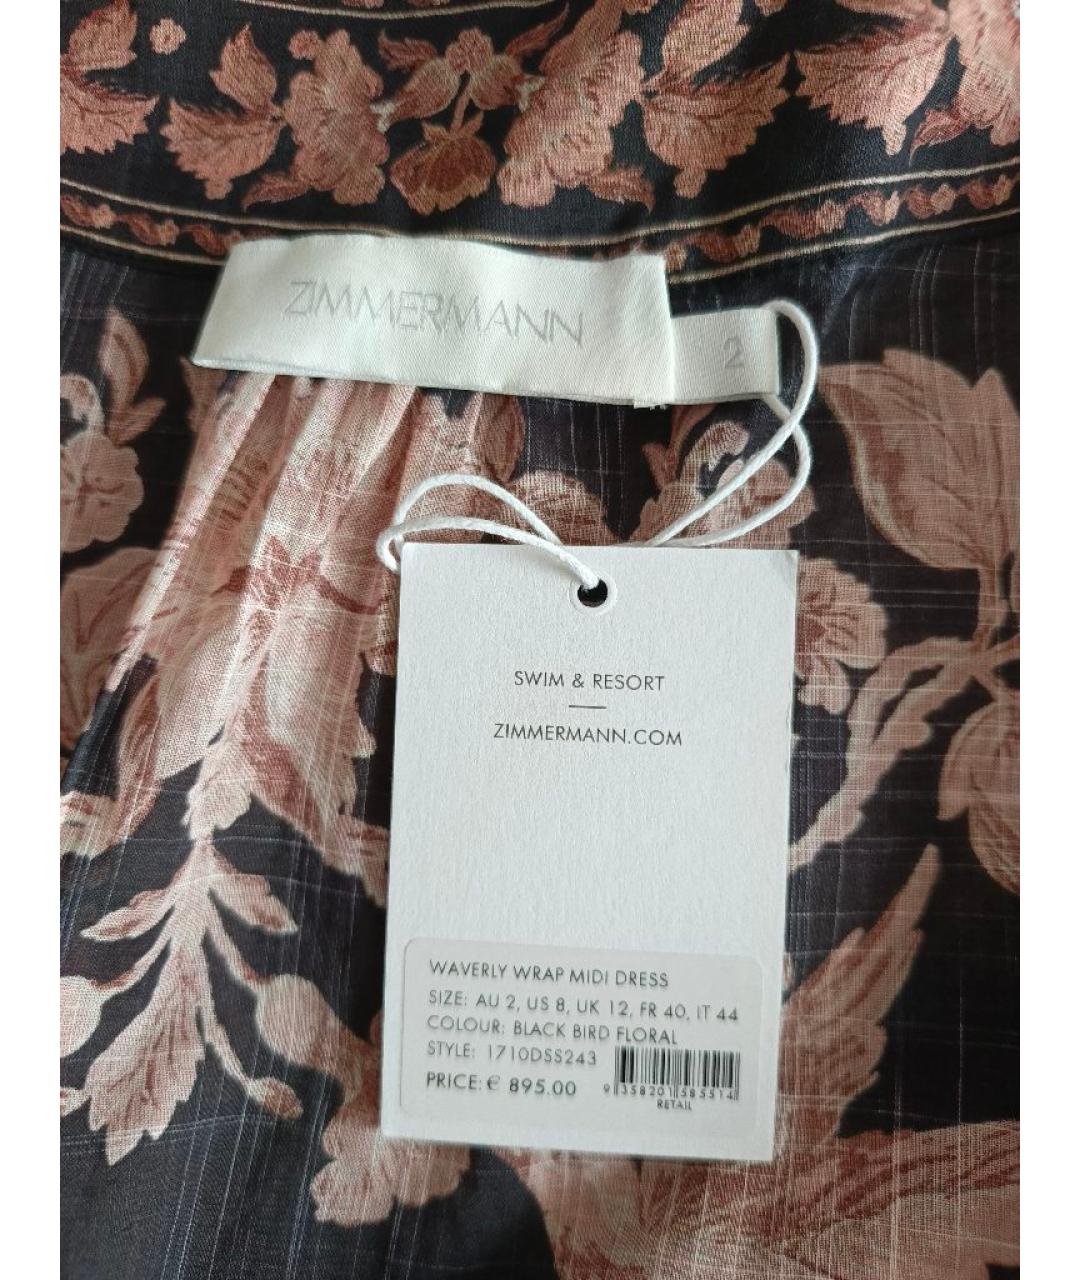 ZIMMERMANN
2
SWIM & RESORT
ZIMMERMANN.COM
WAVERLY WRAP MIDI DRESS
SIZE: AU 2, US 8, UK 12, FR 40, IT 44
COLOUR: BLACK BIRD FLORAL
STYLE: 1710DSS243
PRICE: € 895.00
9 358201 585514
RETAIL